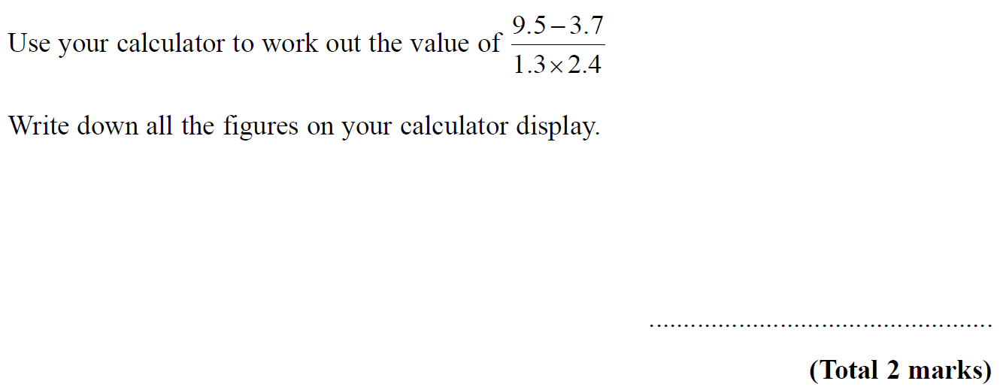 Use your calculator to work out the value of \frac{9.5-3.7}{1.3\times2.4}
Write down all the figures on your calculator display.
..................................................
(Total 2 marks)